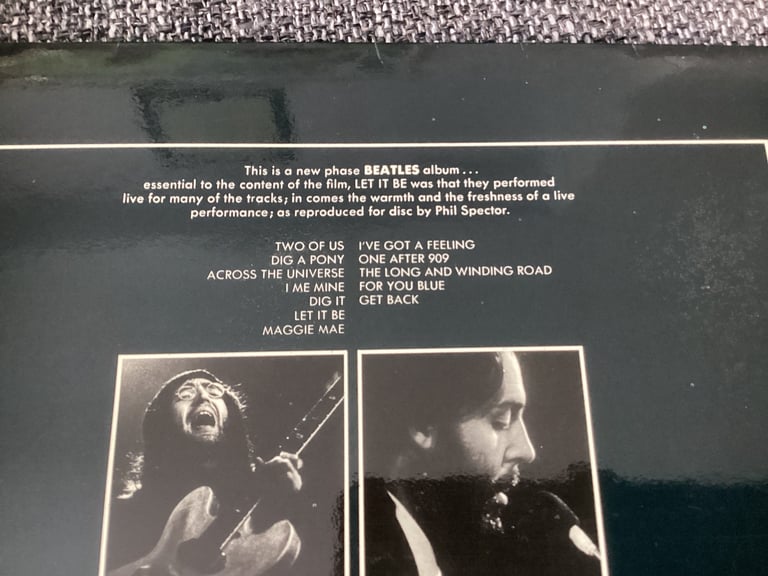 This is a new phase BEATLES album...
essential to the content of the film, LET IT BE was that they performed
live for many of the tracks; in comes the warmth and the freshness of a live
performance; as reproduced for disc by Phil Spector.
TWO OF US
DIG A PONY
ACROSS THE UNIVERSE
I ME MINE
DIG IT
LET IT BE
MAGGIE MAE
I'VE GOT A FEELING
ONE AFTER 909
THE LONG AND WINDING ROAD
FOR YOU BLUE
GET BACK